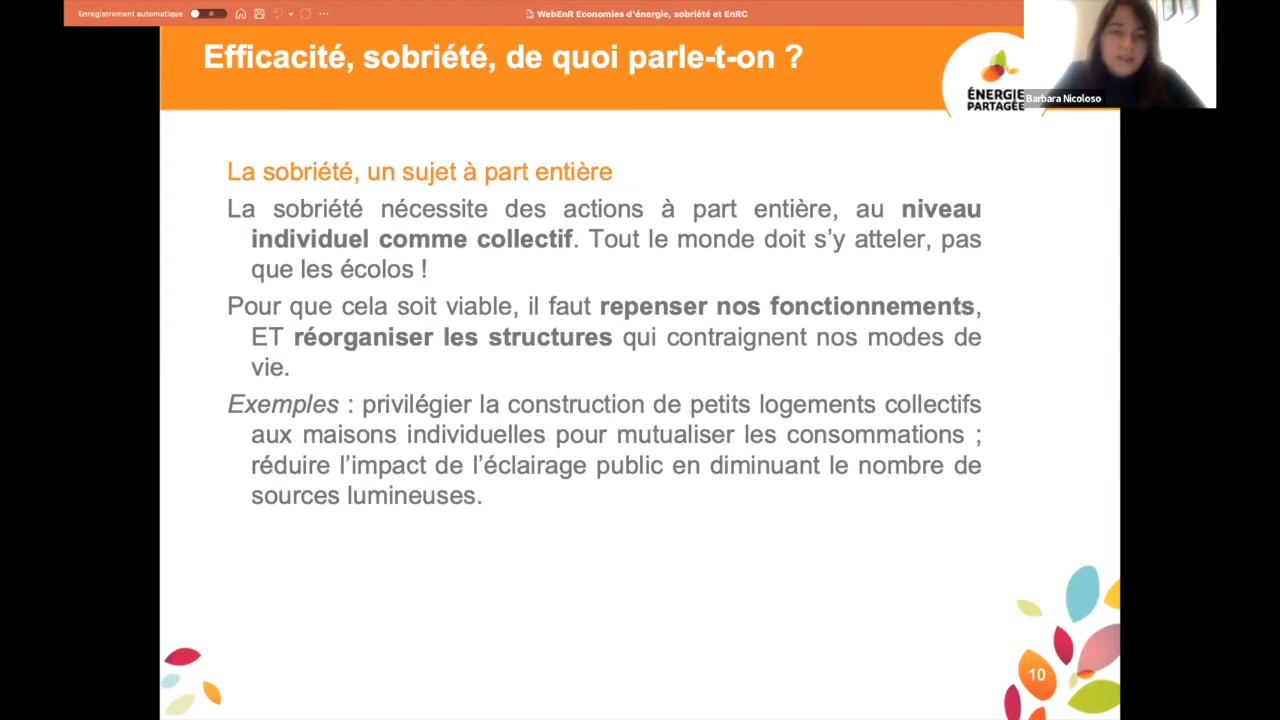 Enregistrement automatique
WebEnR Economies d'énergie, sobriété et EnRC
Efficacité, sobriété, de quoi parle-t-on ?
ÉNERGIE
PARTAGÉE
Barbara Nicoloso
La sobriété, un sujet à part entière
La sobriété nécessite des actions à part entière, au niveau
individuel comme collectif. Tout le monde doit s’y atteler, pas
que les écolos !
Pour que cela soit viable, il faut repenser nos fonctionnements,
ET réorganiser les structures qui contraignent nos modes de
vie.
Exemples : privilégier la construction de petits logements collectifs
aux maisons individuelles pour mutualiser les consommations ;
réduire l’impact de l’éclairage public en diminuant le nombre de
sources lumineuses.
10